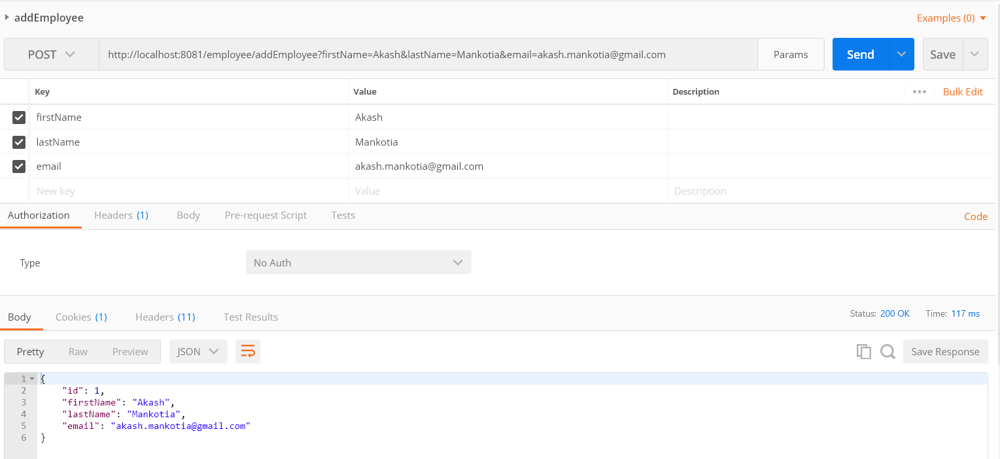 addEmployee Examples (0)
POST http://localhost:8081/employee/addEmployee?firstName=Akash&lastName=Mankotia&email=akash.mankotia@gmail.com Params Send Save
Key Value Description ••• Bulk Edit
firstName Akash
lastName Mankotia
email akash.mankotia@gmail.com
New key Value Description
Authorization Headers (1) Body Pre-request Script Tests Code
Type No Auth
Body Cookies (1) Headers (11) Test Results Status: 200 OK Time: 117 ms
Pretty Raw Preview JSON Save Response
1 {
2 "id": 1,
3 "firstName": "Akash",
4 "lastName": "Mankotia",
5 "email": "akash.mankotia@gmail.com"
6 }